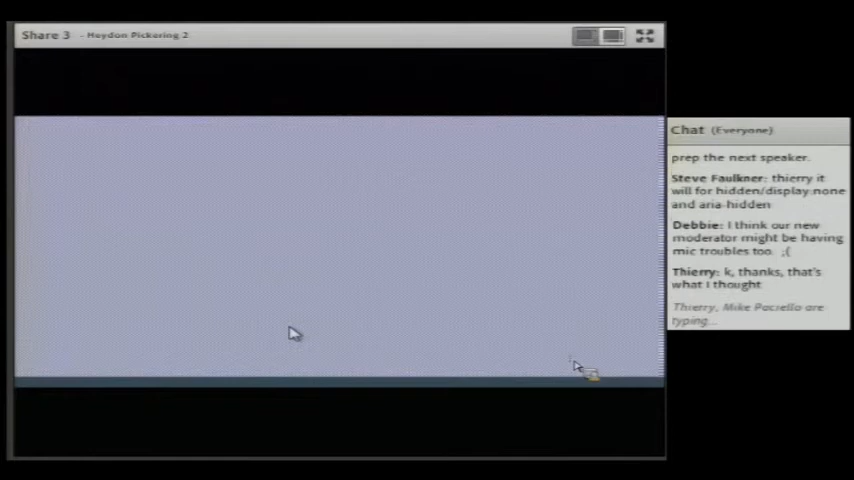 Share 3 - Heydon Pickering 2
Chat (Everyone)
prep the next speaker.
Steve Faulkner: thierry it
will for hidden/display:none
and aria-hidden
Debbie: I think our new
moderator might be having
mic troubles too. ;(
Thierry: k, thanks, that's
what I thought
Thierry, Mike Paciello are
typing...